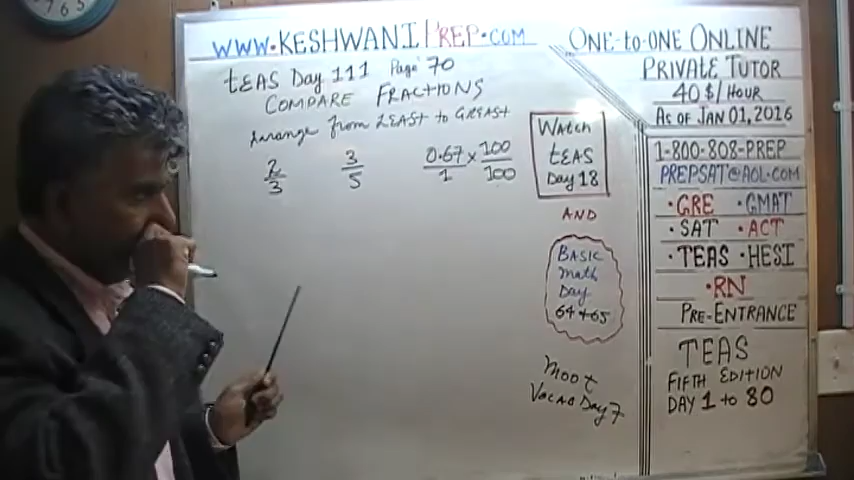 WWW.KESHWANIPREP.COM
TEAS Day 111 Page 70
COMPARE FRACTIONS
Arrange from LEAST to GREAST
2/3 3/5 0.67/1 x 100/100
Watch
TEAS
Day 18
AND
BASIC
math
Day
64 + 65
moot
Vocab Day 7
ONE-to-ONE ONLINE
PRIVATE TUTOR
40 $/HOUR
AS OF JAN 01, 2016
1-800-808-PREP
PREPSAT@AOL.COM
•GRE •GMAT
•SAT •ACT
•TEAS •HESI
•RN
PRE-ENTRANCE
TEAS
FIFTH EDITION
DAY 1 to 80